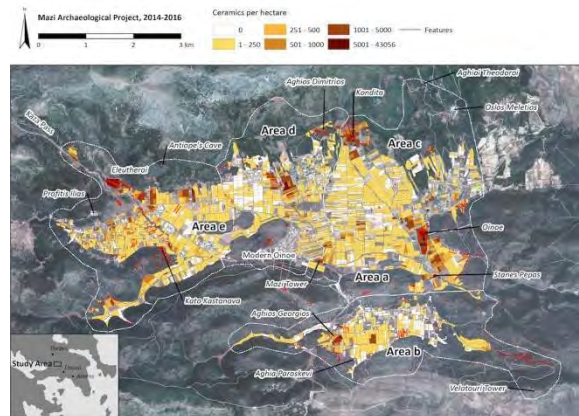 Mazi Archaeological Project, 2014-2016
0 1 2 3 km
Ceramics per hectare
0 251 - 500 1001 - 5000 Features
1 - 250 501 - 1000 5001 - 43056
Aghioi Theodoroi
Aghios Dimitrios
Kondita
Osios Meletios
Kaza Pass
Antiope's Cave
Area d
Area c
Eleutherai
Profitis Ilias
Area e
Oinoe
Modern Oinoe
Area a
Mazi Tower
Stanes Pepas
Kato Kastanava
Aghios Georgios
Area b
Study Area
Aghia Paraskevi
Velatouri Tower